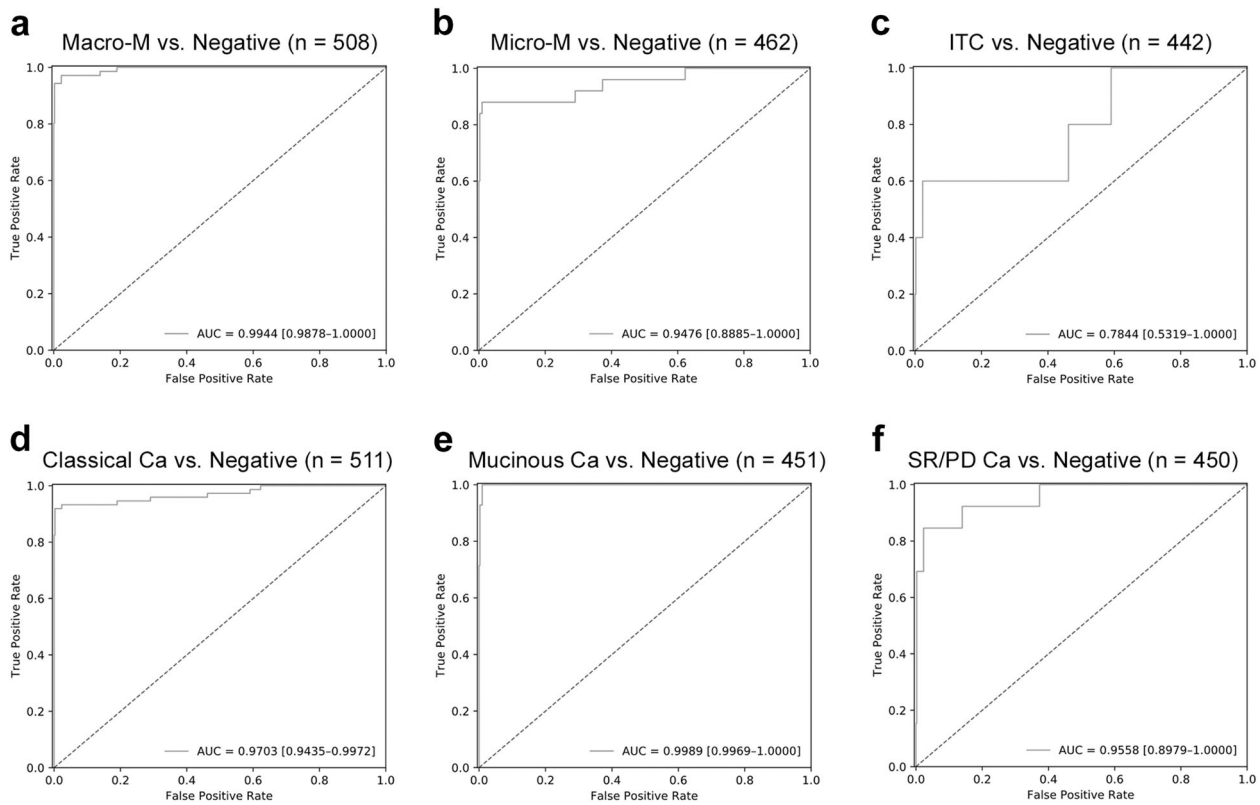 a
Macro-M vs. Negative (n = 508)
1.0
0.8
0.6
0.4
0.2
0.0
True Positive Rate
AUC = 0.9944 [0.9878–1.0000]
0.0 0.2 0.4 0.6 0.8 1.0
False Positive Rate
b
Micro-M vs. Negative (n = 462)
1.0
0.8
0.6
0.4
0.2
0.0
True Positive Rate
AUC = 0.9476 [0.8885–1.0000]
0.0 0.2 0.4 0.6 0.8 1.0
False Positive Rate
c
ITC vs. Negative (n = 442)
1.0
0.8
0.6
0.4
0.2
0.0
True Positive Rate
AUC = 0.7844 [0.5319–1.0000]
0.0 0.2 0.4 0.6 0.8 1.0
False Positive Rate
d
Classical Ca vs. Negative (n = 511)
1.0
0.8
0.6
0.4
0.2
0.0
True Positive Rate
AUC = 0.9703 [0.9435–0.9972]
0.0 0.2 0.4 0.6 0.8 1.0
False Positive Rate
e
Mucinous Ca vs. Negative (n = 451)
1.0
0.8
0.6
0.4
0.2
0.0
True Positive Rate
AUC = 0.9989 [0.9969–1.0000]
0.0 0.2 0.4 0.6 0.8 1.0
False Positive Rate
f
SR/PD Ca vs. Negative (n = 450)
1.0
0.8
0.6
0.4
0.2
0.0
True Positive Rate
AUC = 0.9558 [0.8979–1.0000]
0.0 0.2 0.4 0.6 0.8 1.0
False Positive Rate